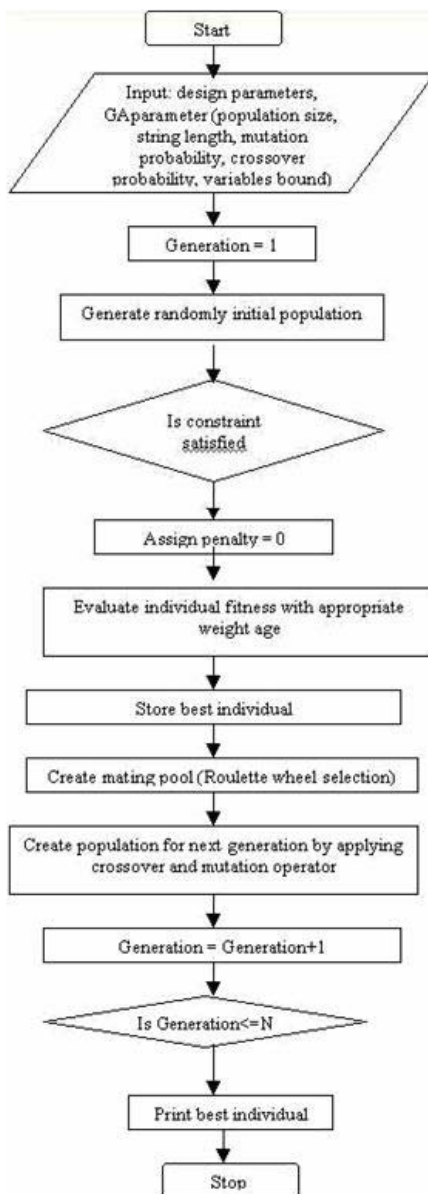 Start
Input: design parameters,
GAparameter (population size,
string length, mutation
probability, crossover
probability, variables bound)
Generation = 1
Generate randomly initial population
Is constraint
satisfied
Assign penalty = 0
Evaluate individual fitness with appropriate
weight age
Store best individual
Create mating pool (Roulette wheel selection)
Create population for next generation by applying
crossover and mutation operator
Generation = Generation+1
Is Generation<=N
Print best individual
Stop